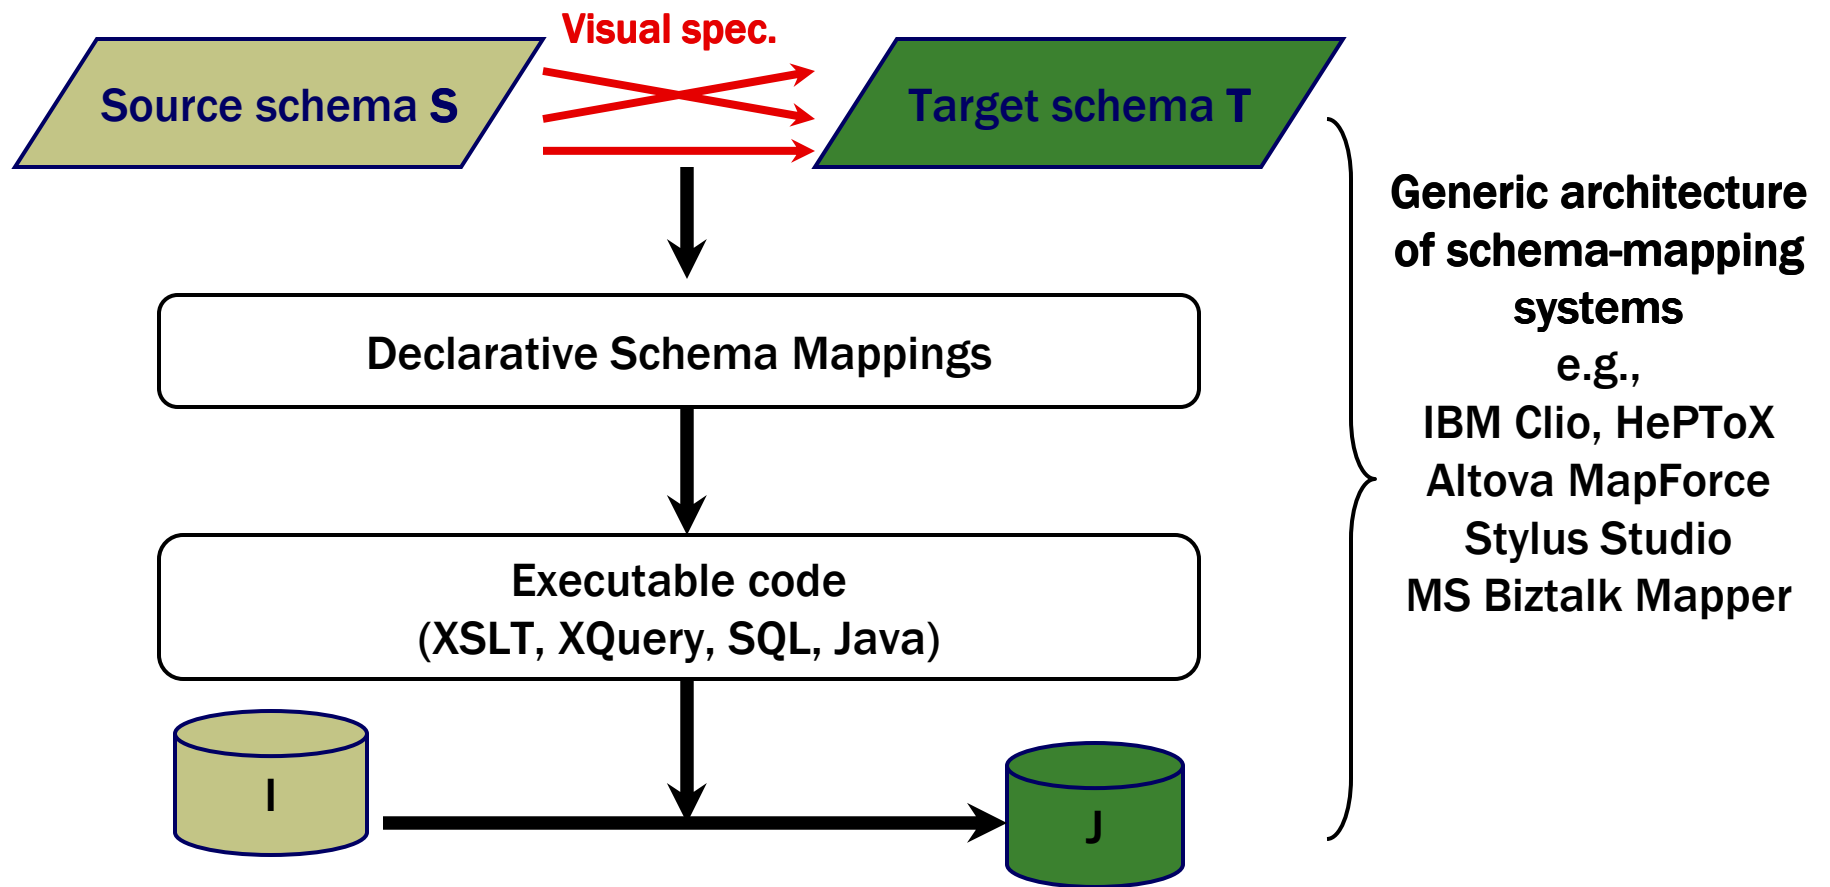 Visual spec.
Source schema S
Target schema T
Generic architecture
of schema-mapping
systems
e.g.,
IBM Clio, HePToX
Altova MapForce
Stylus Studio
MS Biztalk Mapper
Declarative Schema Mappings
Executable code
(XSLT, XQuery, SQL, Java)
I
J